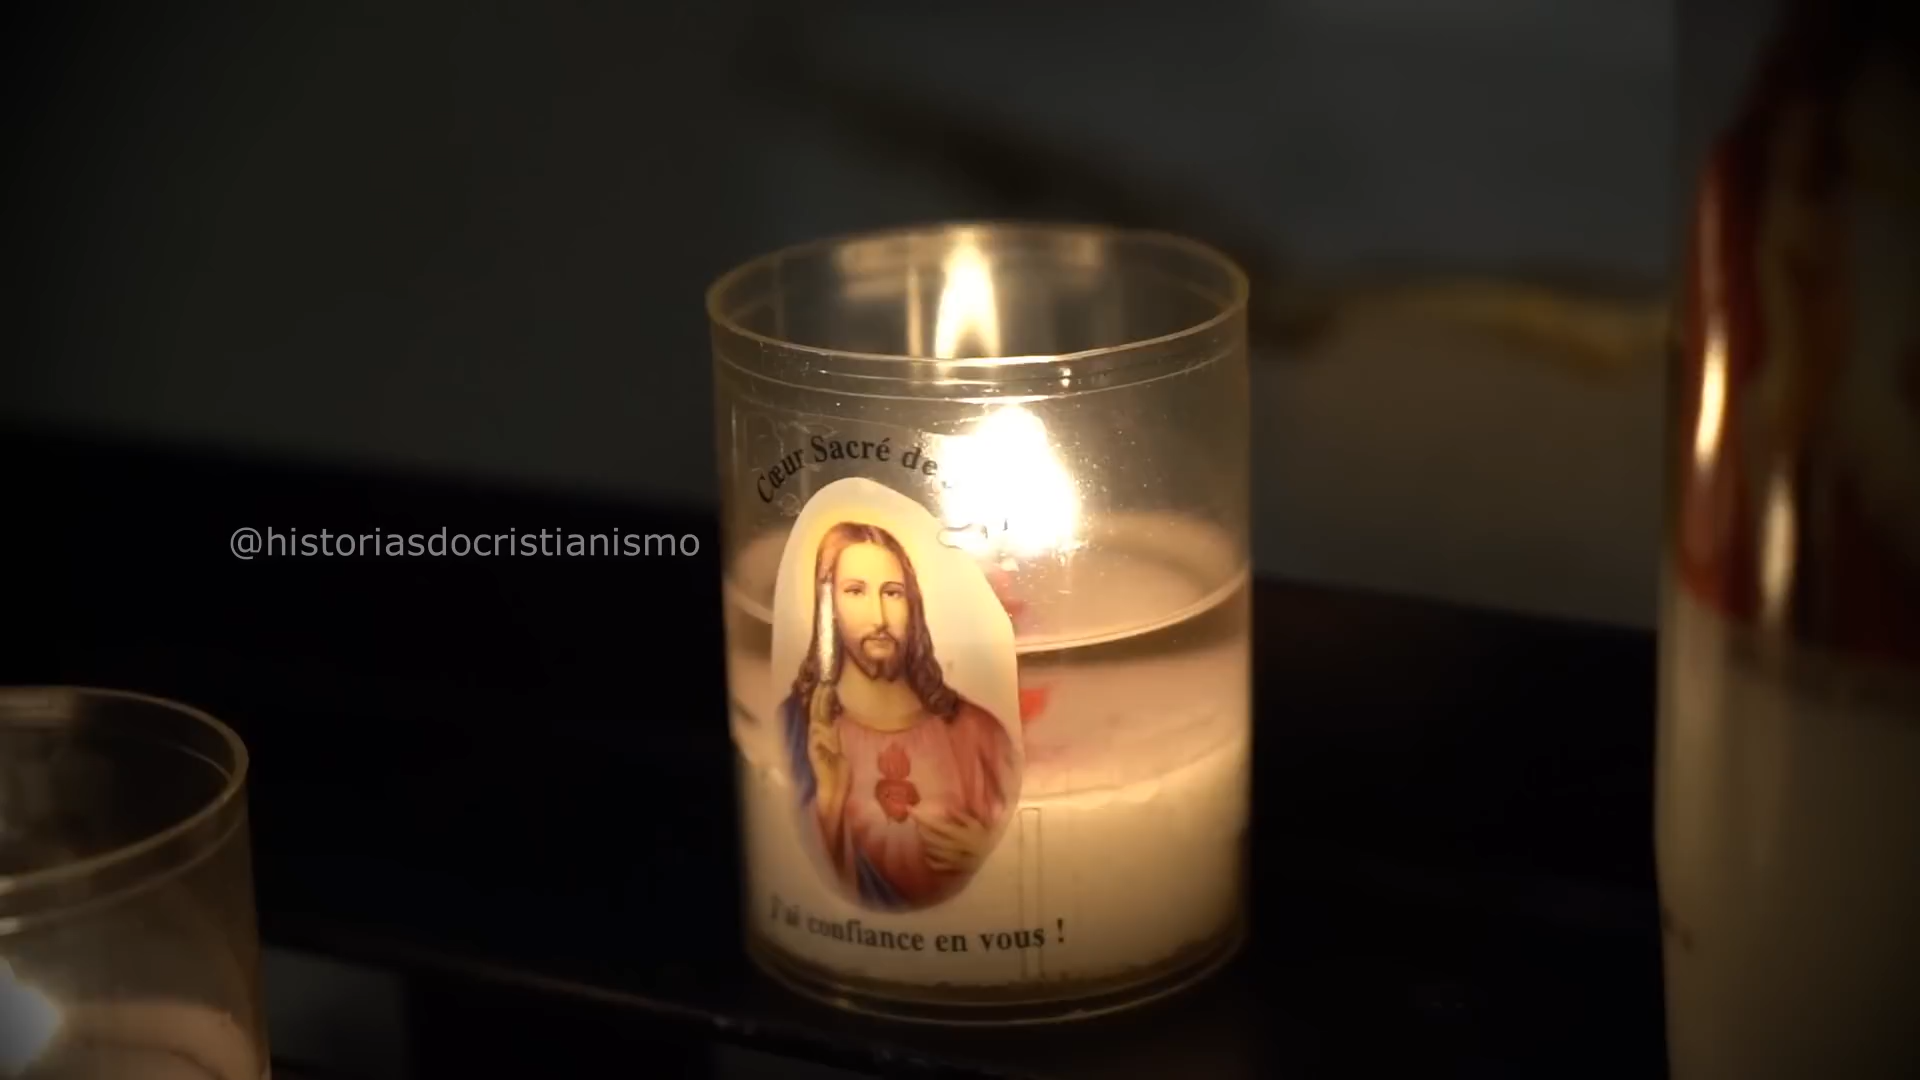 Cœur Sacré de
@historiasdocristianismo
J'ai confiance en vous !